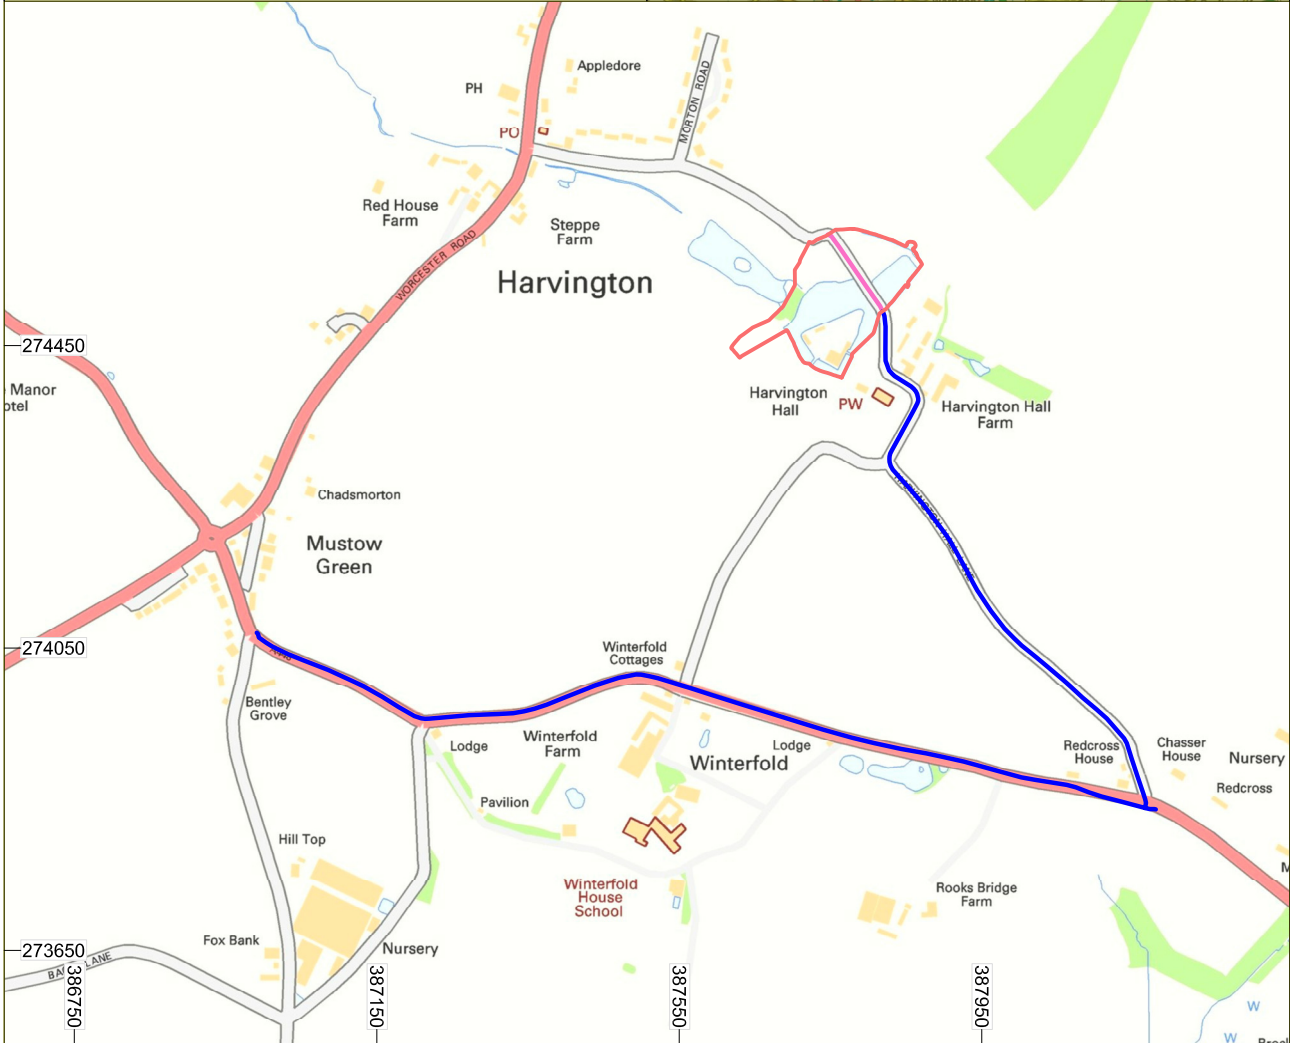 Appledore
PH
MORTON ROAD
PO
Red House
Farm
Steppe
Farm
WORCESTER ROAD
Harvington
274450
Manor
otel
Harvington
Hall
PW
Harvington Hall
Farm
Chadsmorton
Mustow
Green
274050
Winterfold
Cottages
Bentley
Grove
Lodge
Winterfold
Farm
Lodge
Winterfold
Redcross
House
Chasser
House
Nursery
Redcross
Pavilion
Hill Top
Winterfold
House
School
Rooks Bridge
Farm
Fox Bank
Nursery
273650
LANE
386750
387150
387550
387950
W
W